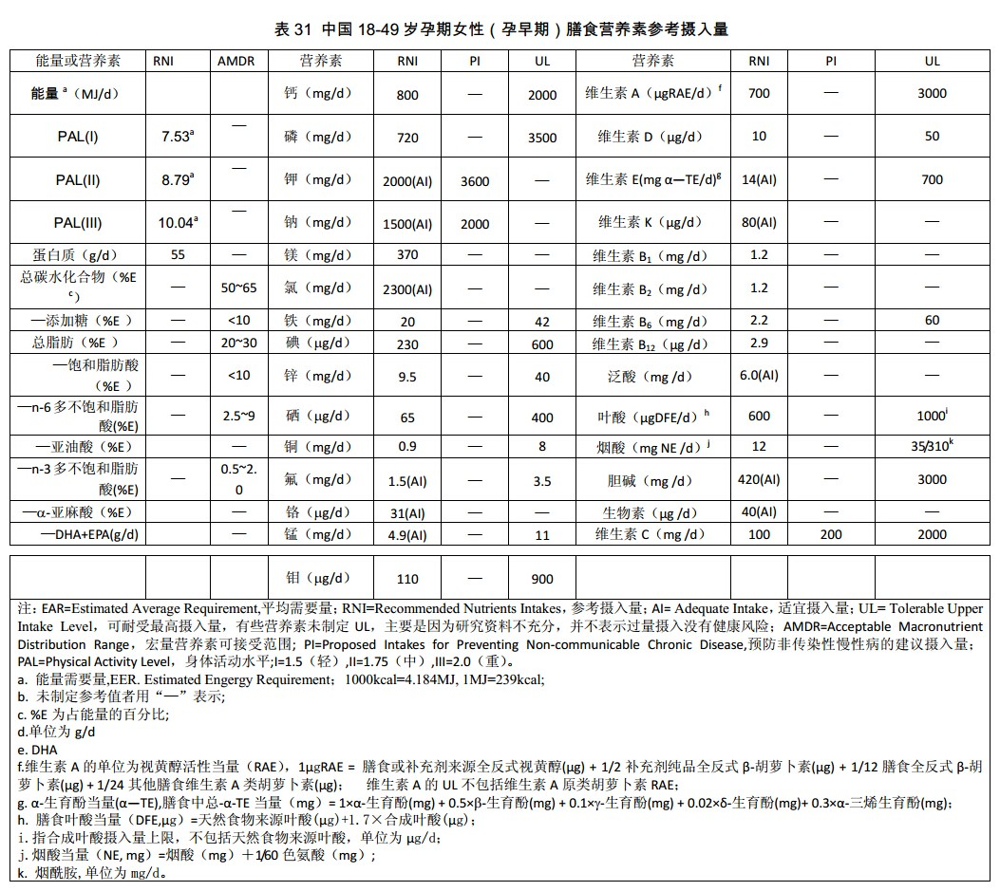 表 31 中国 18-49 岁孕期女性（孕早期）膳食营养素参考摄入量
能量或营养素 RNI AMDR 营养素 RNI PI UL 营养素 RNI PI UL
能量 a（MJ/d） 钙（mg/d） 800 — 2000 维生素 A（μgRAE/d）f 700 — 3000
PAL(I) 7.53a — 磷（mg/d） 720 — 3500 维生素 D（μg/d） 10 — 50
PAL(II) 8.79a — 钾（mg/d） 2000(AI) 3600 — 维生素 E(mg α—TE/d)g 14(AI) — 700
PAL(III) 10.04a — 钠（mg/d） 1500(AI) 2000 — 维生素 K（μg/d） 80(AI) — —
蛋白质（g/d） 55 — 镁（mg/d） 370 — — 维生素 B1（mg /d） 1.2 — —
总碳水化合物（%E c） — 50~65 氯（mg/d） 2300(AI) — — 维生素 B2（mg /d） 1.2 — —
—添加糖（%E ） — <10 铁（mg/d） 20 — 42 维生素 B6（mg /d） 2.2 — 60
总脂肪（%E ） — 20~30 碘（μg/d） 230 — 600 维生素 B12（μg /d） 2.9 — —
—饱和脂肪酸（%E ） — <10 锌（mg/d） 9.5 — 40 泛酸（mg /d） 6.0(AI) — —
—n-6 多不饱和脂肪酸(%E) — 2.5~9 硒（μg/d） 65 — 400 叶酸（μgDFE/d）h 600 — 1000i
—亚油酸（%E） — 铜（mg/d） 0.9 — 8 烟酸（mg NE /d）j 12 — 35/310k
—n-3 多不饱和脂肪酸(%E) — 0.5~2.0 氟（mg/d） 1.5(AI) — 3.5 胆碱（mg /d） 420(AI) — 3000
—α-亚麻酸（%E） — 铬（μg/d） 31(AI) — — 生物素（μg /d） 40(AI) — —
—DHA+EPA(g/d) — 锰（mg/d） 4.9(AI) — 11 维生素 C（mg /d） 100 200 2000
钼（μg/d） 110 — 900
注：EAR=Estimated Average Requirement,平均需要量；RNI=Recommended Nutrients Intakes，参考摄入量；AI= Adequate Intake，适宜摄入量；UL= Tolerable Upper
Intake Level，可耐受最高摄入量，有些营养素未制定 UL，主要是因为研究资料不充分，并不表示过量摄入没有健康风险；AMDR=Acceptable Macronutrient
Distribution Range，宏量营养素可接受范围; PI=Proposed Intakes for Preventing Non-communicable Chronic Disease,预防非传染性慢性病的建议摄入量；
PAL=Physical Activity Level，身体活动水平;I=1.5（轻）,II=1.75（中）,III=2.0（重）。
a. 能量需要量,EER. Estimated Engergy Requirement；1000kcal=4.184MJ, 1MJ=239kcal;
b. 未制定参考值者用“—”表示;
c. %E 为占能量的百分比;
d.单位为 g/d
e. DHA
f.维生素 A 的单位为视黄醇活性当量（RAE），1μgRAE = 膳食或补充剂来源全反式视黄醇(μg) + 1/2 补充剂纯品全反式 β-胡萝卜素(μg) + 1/12 膳食全反式 β-胡
萝卜素(μg) + 1/24 其他膳食维生素 A 类胡萝卜素(μg)； 维生素 A 的 UL 不包括维生素 A 原类胡萝卜素 RAE；
g. α-生育酚当量(α—TE),膳食中总-α-TE 当量（mg）= 1×α-生育酚(mg) + 0.5×β-生育酚(mg) + 0.1×γ-生育酚(mg) + 0.02×δ-生育酚(mg)+ 0.3×α-三烯生育酚(mg);
h. 膳食叶酸当量（DFE,μg）=天然食物来源叶酸(μg)+1.7×合成叶酸(μg)；
i. 指合成叶酸摄入量上限，不包括天然食物来源叶酸，单位为 μg/d；
j. 烟酸当量（NE, mg）=烟酸（mg）＋1/60 色氨酸（mg）;
k. 烟酰胺, 单位为 mg/d。